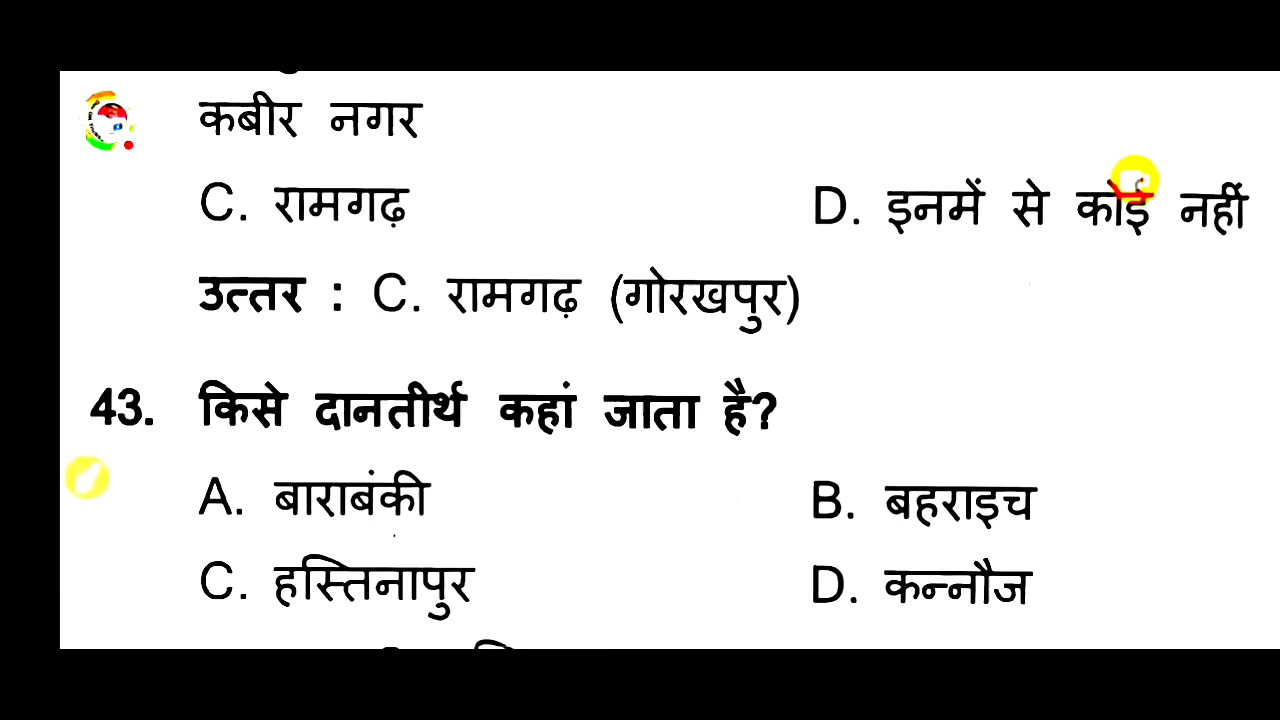 कबीर नगर
C. रामगढ़ D. इनमें से कोई नहीं
उत्तर : C. रामगढ़ (गोरखपुर)
43. किसे दानतीर्थ कहां जाता है?
A. बाराबंकी B. बहराइच
C. हस्तिनापुर D. कन्नौज